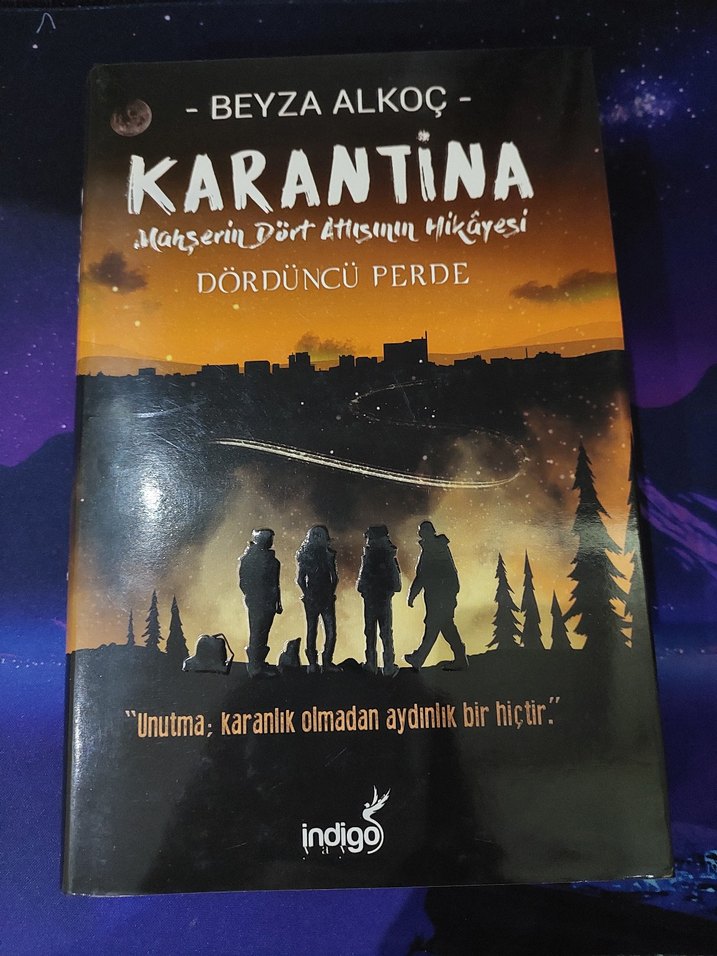 - BEYZA ALKOÇ -
KARANTİNA
Mahşerin Dört Atlısının Hikâyesi
DÖRDÜNCÜ PERDE
"Unutma; karanlık olmadan aydınlık bir hiçtir."
indigo